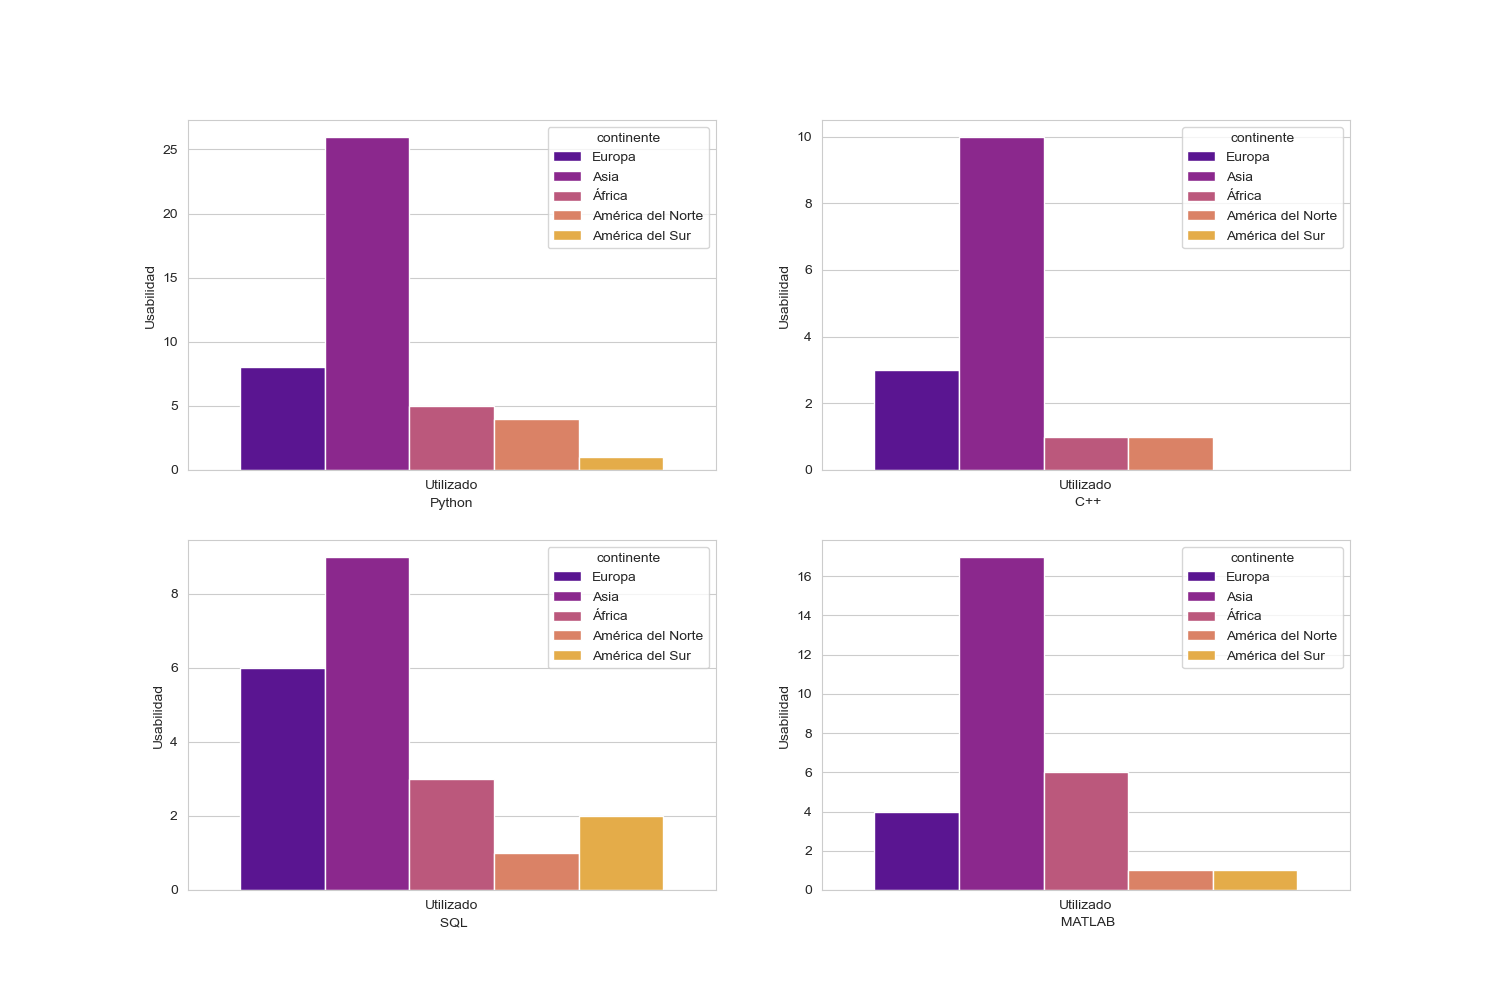 continente
Europa
Asia
África
América del Norte
América del Sur
25
20
15
10
5
0
Usabilidad
Utilizado
Python
continente
Europa
Asia
África
América del Norte
América del Sur
10
8
6
4
2
0
Usabilidad
Utilizado
C++
continente
Europa
Asia
África
América del Norte
América del Sur
8
6
4
2
0
Usabilidad
Utilizado
SQL
continente
Europa
Asia
África
América del Norte
América del Sur
16
14
12
10
8
6
4
2
0
Usabilidad
Utilizado
MATLAB